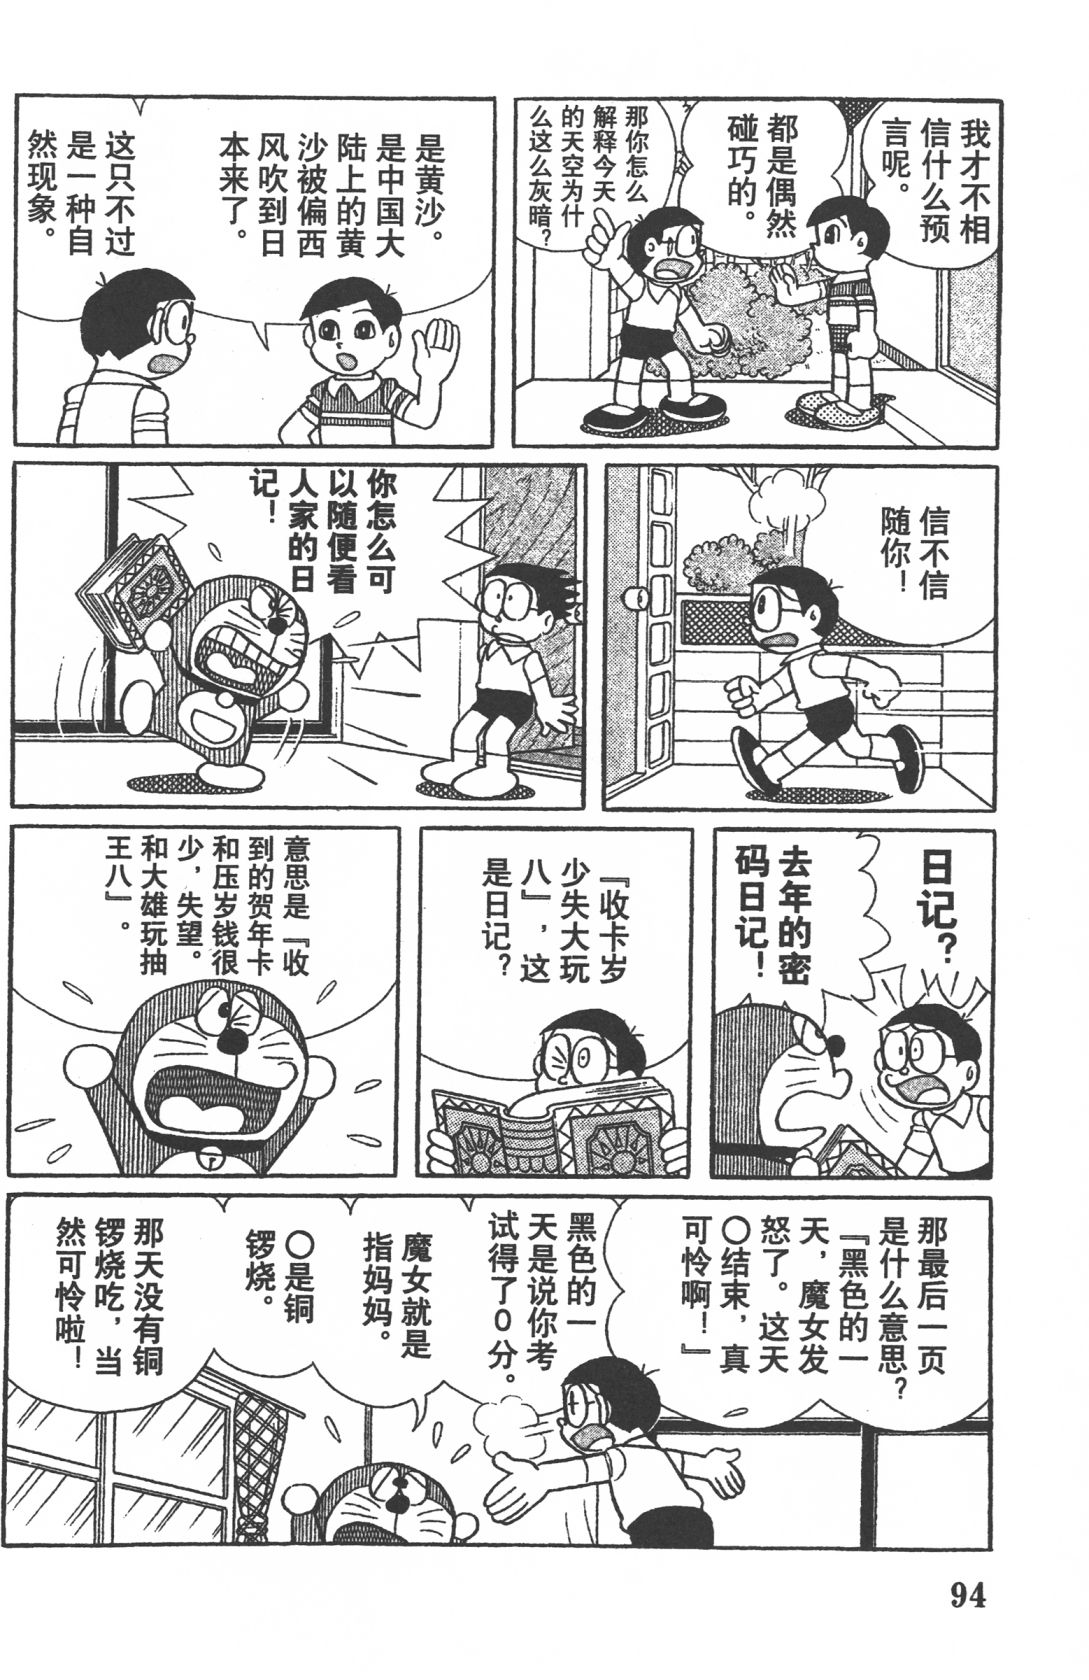 我才不相
信什么预
言呢。
都是偶然
碰巧的。
那你怎么
解释今天
的天空为什
么这么灰暗？
是黄沙。
是中国大
陆上的黄
沙被偏西
风吹到日
本来了。
这只不过
是一种自
然现象。
信不信
随你！
你怎么可
以随便看
人家的日
记！
日记？
去年的密
码日记！
『收卡岁
少失大玩
八』，这
是日记？
意思是『收
到的贺年卡
和压岁钱很
少，失望。
和大雄玩抽
王八』。
那最后一页
是什么意思？
『黑色的一
天，魔女发
怒了。这天
〇结束，真
可怜啊！』
黑色的一
天是说你考
试得了0分。
魔女就是
指妈妈。
〇是铜
锣烧。
那天没有铜
锣烧吃，当
然可怜啦！
94